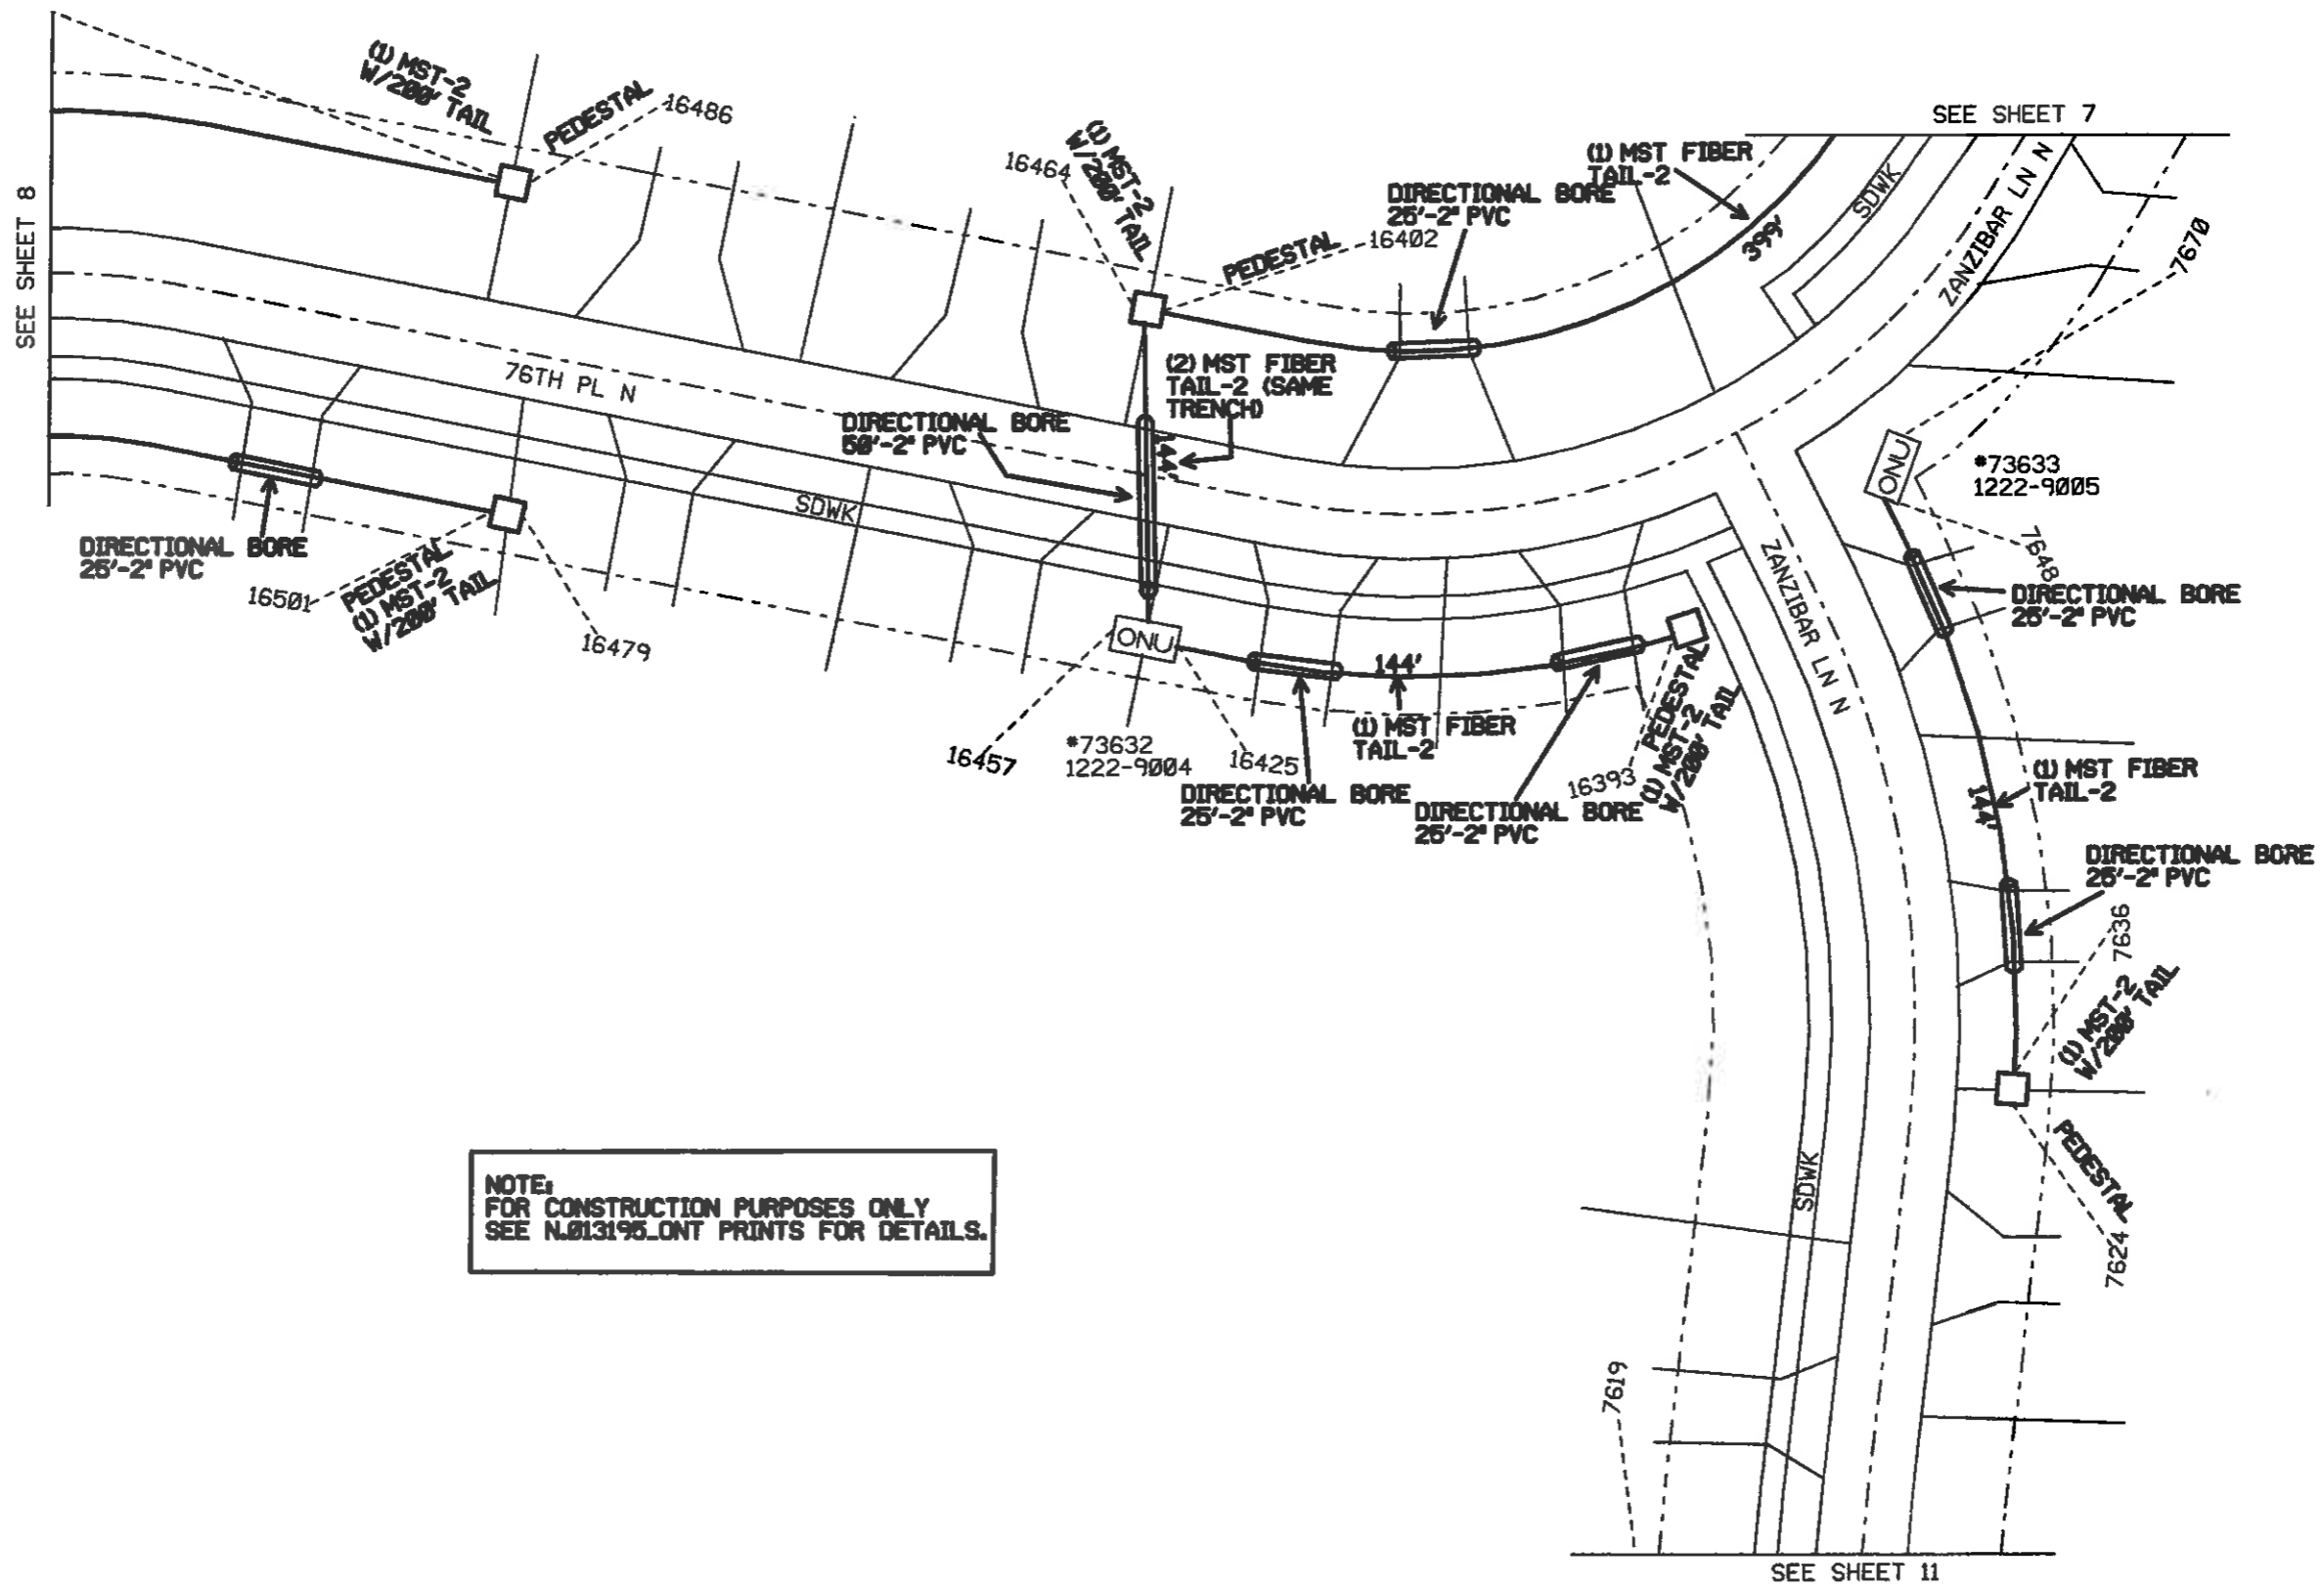 SEE SHEET 8
(1) MST-2
W/200' TAIL
PEDESTAL
16486
16464
(1) MST-2
W/200' TAIL
PEDESTAL
16402
DIRECTIONAL BORE
25'-2" PVC
(1) MST FIBER
TAIL-2
399'
SDWK
SEE SHEET 7
ZANZIBAR LN N
7670
76TH PL N
(2) MST FIBER
TAIL-2 (SAME
TRENCH)
DIRECTIONAL BORE
50'-2" PVC
144'
SDWK
ONU
#73633
1222-9005
7648
DIRECTIONAL BORE
25'-2" PVC
DIRECTIONAL BORE
25'-2" PVC
16501
PEDESTAL
(1) MST-2
W/200' TAIL
16479
ONU
16457
#73632
1222-9004
16425
144'
(1) MST FIBER
TAIL-2
DIRECTIONAL BORE
25'-2" PVC
DIRECTIONAL BORE
25'-2" PVC
16393
PEDESTAL
(1) MST-2
W/200' TAIL
ZANZIBAR LN N
(1) MST FIBER
TAIL-2
144'
DIRECTIONAL BORE
25'-2" PVC
7636
(1) MST-2
W/200' TAIL
PEDESTAL
7624
SDWK
NOTE:
FOR CONSTRUCTION PURPOSES ONLY
SEE N.013195_ONT PRINTS FOR DETAILS.
7619
SEE SHEET 11